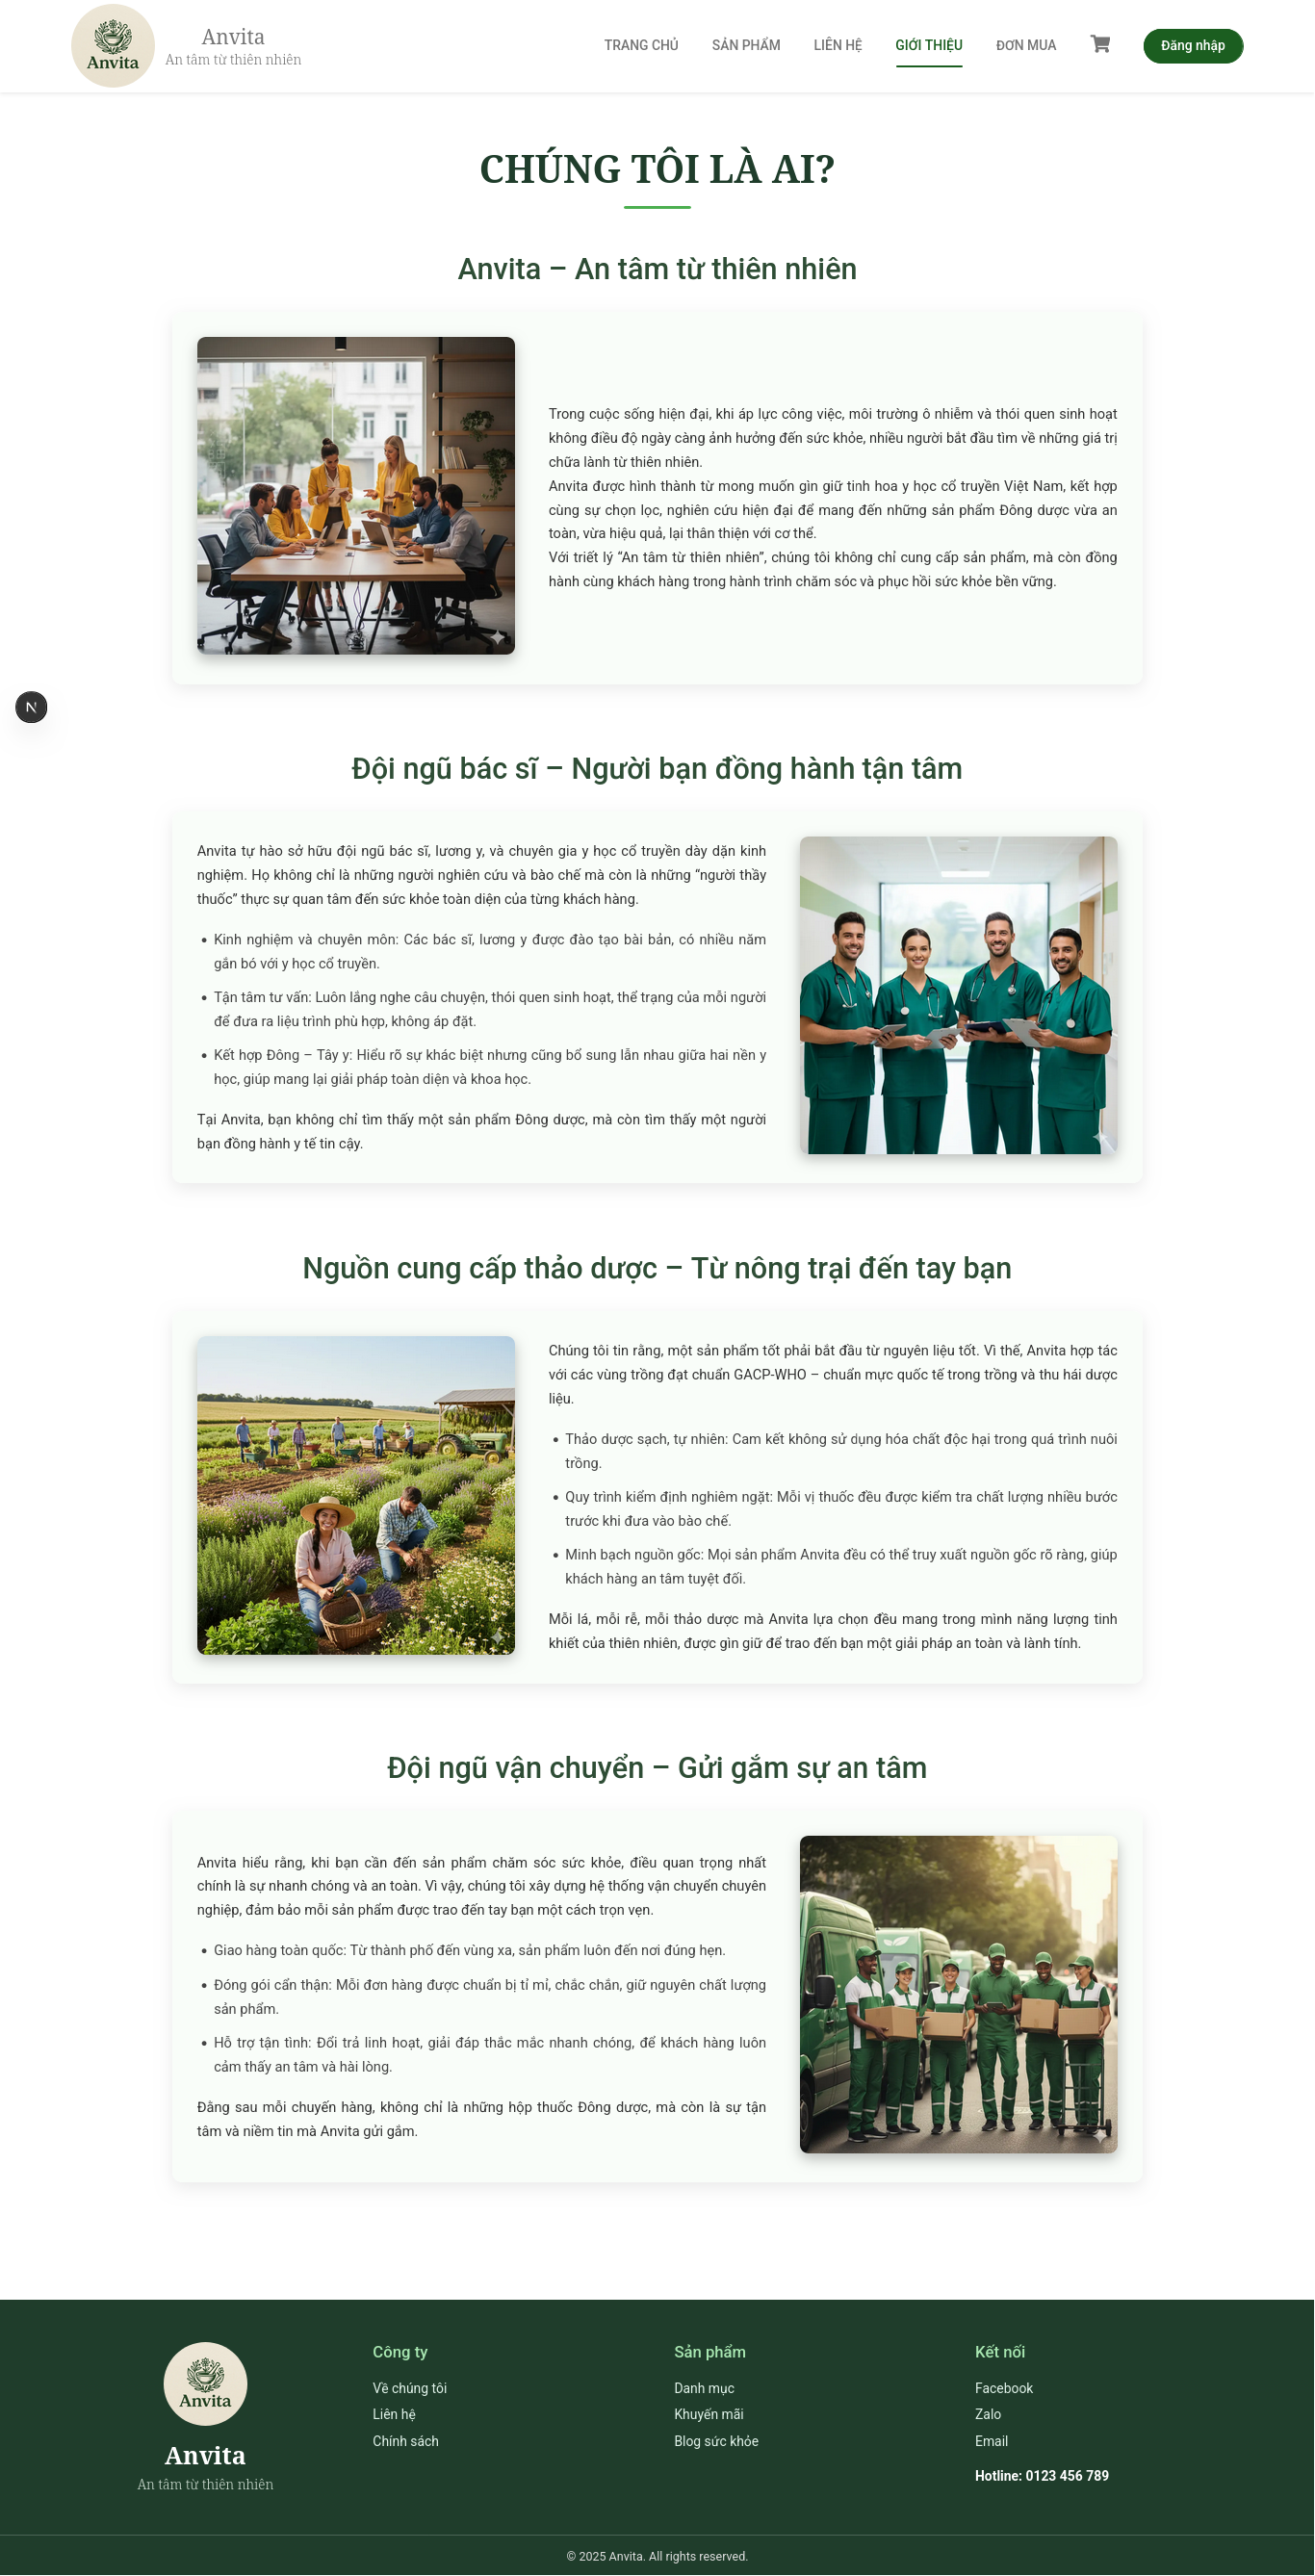 Anvita
Anvita
An tâm từ thiên nhiên
TRANG CHỦ
SẢN PHẨM
LIÊN HỆ
GIỚI THIỆU
ĐƠN MUA
Đăng nhập
CHÚNG TÔI LÀ AI?
Anvita – An tâm từ thiên nhiên
Trong cuộc sống hiện đại, khi áp lực công việc, môi trường ô nhiễm và thói quen sinh hoạt
không điều độ ngày càng ảnh hưởng đến sức khỏe, nhiều người bắt đầu tìm về những giá trị
chữa lành từ thiên nhiên.
Anvita được hình thành từ mong muốn gìn giữ tinh hoa y học cổ truyền Việt Nam, kết hợp
cùng sự chọn lọc, nghiên cứu hiện đại để mang đến những sản phẩm Đông dược vừa an
toàn, vừa hiệu quả, lại thân thiện với cơ thể.
Với triết lý “An tâm từ thiên nhiên”, chúng tôi không chỉ cung cấp sản phẩm, mà còn đồng
hành cùng khách hàng trong hành trình chăm sóc và phục hồi sức khỏe bền vững.
N
Đội ngũ bác sĩ – Người bạn đồng hành tận tâm
Anvita tự hào sở hữu đội ngũ bác sĩ, lương y, và chuyên gia y học cổ truyền dày dặn kinh
nghiệm. Họ không chỉ là những người nghiên cứu và bào chế mà còn là những “người thầy
thuốc” thực sự quan tâm đến sức khỏe toàn diện của từng khách hàng.
• Kinh nghiệm và chuyên môn: Các bác sĩ, lương y được đào tạo bài bản, có nhiều năm
gắn bó với y học cổ truyền.
• Tận tâm tư vấn: Luôn lắng nghe câu chuyện, thói quen sinh hoạt, thể trạng của mỗi người
để đưa ra liệu trình phù hợp, không áp đặt.
• Kết hợp Đông – Tây y: Hiểu rõ sự khác biệt nhưng cũng bổ sung lẫn nhau giữa hai nền y
học, giúp mang lại giải pháp toàn diện và khoa học.
Tại Anvita, bạn không chỉ tìm thấy một sản phẩm Đông dược, mà còn tìm thấy một người
bạn đồng hành y tế tin cậy.
Nguồn cung cấp thảo dược – Từ nông trại đến tay bạn
Chúng tôi tin rằng, một sản phẩm tốt phải bắt đầu từ nguyên liệu tốt. Vì thế, Anvita hợp tác
với các vùng trồng đạt chuẩn GACP-WHO – chuẩn mực quốc tế trong trồng và thu hái dược
liệu.
• Thảo dược sạch, tự nhiên: Cam kết không sử dụng hóa chất độc hại trong quá trình nuôi
trồng.
• Quy trình kiểm định nghiêm ngặt: Mỗi vị thuốc đều được kiểm tra chất lượng nhiều bước
trước khi đưa vào bào chế.
• Minh bạch nguồn gốc: Mọi sản phẩm Anvita đều có thể truy xuất nguồn gốc rõ ràng, giúp
khách hàng an tâm tuyệt đối.
Mỗi lá, mỗi rễ, mỗi thảo dược mà Anvita lựa chọn đều mang trong mình năng lượng tinh
khiết của thiên nhiên, được gìn giữ để trao đến bạn một giải pháp an toàn và lành tính.
Đội ngũ vận chuyển – Gửi gắm sự an tâm
Anvita hiểu rằng, khi bạn cần đến sản phẩm chăm sóc sức khỏe, điều quan trọng nhất
chính là sự nhanh chóng và an toàn. Vì vậy, chúng tôi xây dựng hệ thống vận chuyển chuyên
nghiệp, đảm bảo mỗi sản phẩm được trao đến tay bạn một cách trọn vẹn.
• Giao hàng toàn quốc: Từ thành phố đến vùng xa, sản phẩm luôn đến nơi đúng hẹn.
• Đóng gói cẩn thận: Mỗi đơn hàng được chuẩn bị tỉ mỉ, chắc chắn, giữ nguyên chất lượng
sản phẩm.
• Hỗ trợ tận tình: Đổi trả linh hoạt, giải đáp thắc mắc nhanh chóng, để khách hàng luôn
cảm thấy an tâm và hài lòng.
Đằng sau mỗi chuyến hàng, không chỉ là những hộp thuốc Đông dược, mà còn là sự tận
tâm và niềm tin mà Anvita gửi gắm.
Anvita
Anvita
An tâm từ thiên nhiên
Công ty
Về chúng tôi
Liên hệ
Chính sách
Sản phẩm
Danh mục
Khuyến mãi
Blog sức khỏe
Kết nối
Facebook
Zalo
Email
Hotline: 0123 456 789
© 2025 Anvita. All rights reserved.